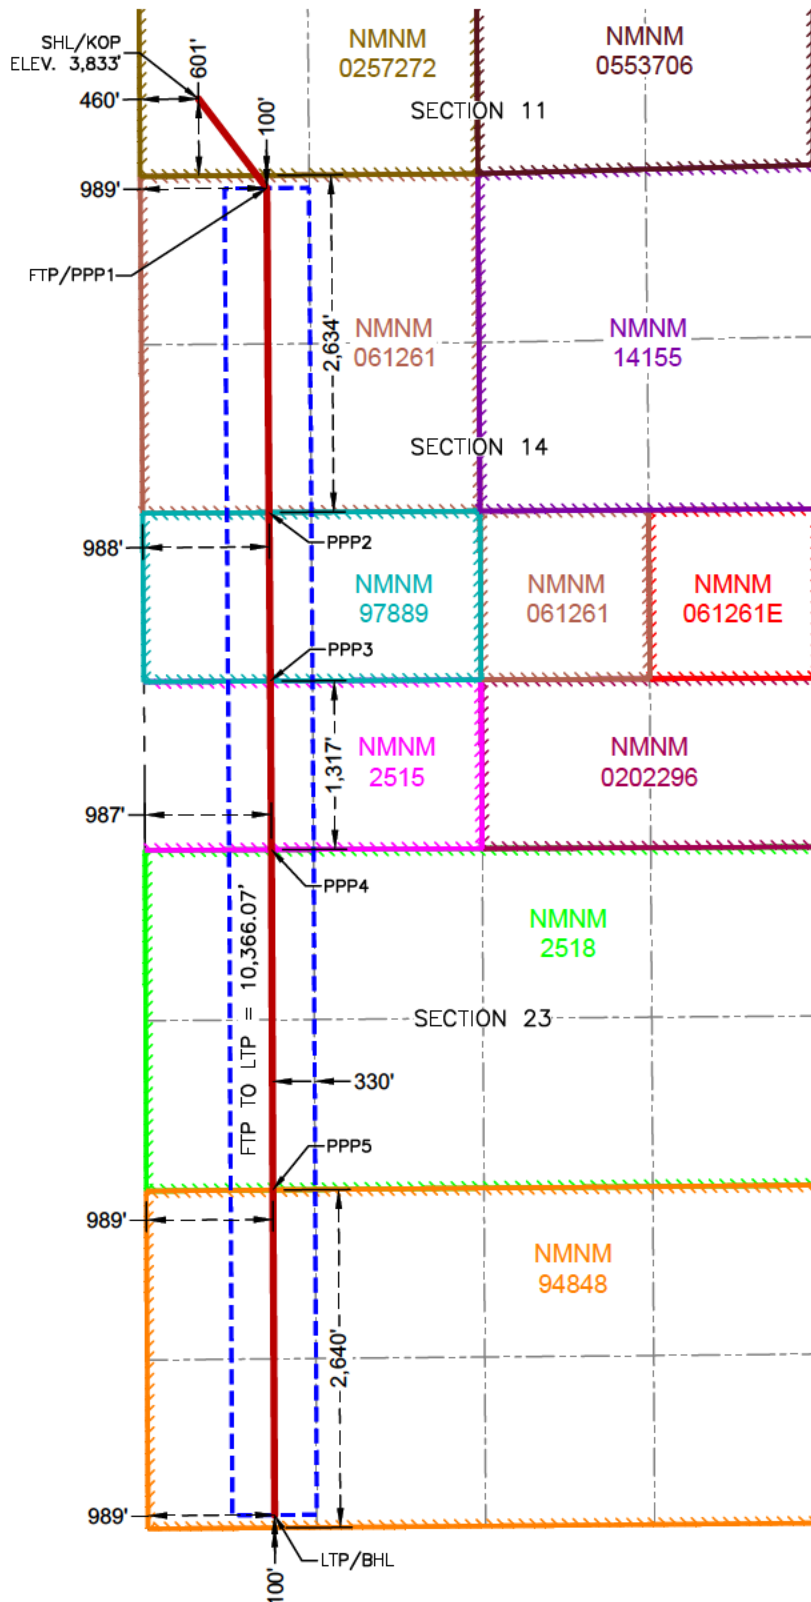 SHL/KOP
ELEV. 3,833'
601'
NMNM
0257272
NMNM
0553706
460'
100'
SECTION 11
989'
FTP/PPP1
2,634'
NMNM
061261
NMNM
14155
SECTION 14
PPP2
988'
NMNM
97889
NMNM
061261
NMNM
061261E
PPP3
NMNM
2515
1,317'
NMNM
0202296
987'
PPP4
NMNM
2518
FTP TO LTP = 10,366.07'
SECTION 23
330'
PPP5
989'
NMNM
94848
2,640'
989'
LTP/BHL
100'